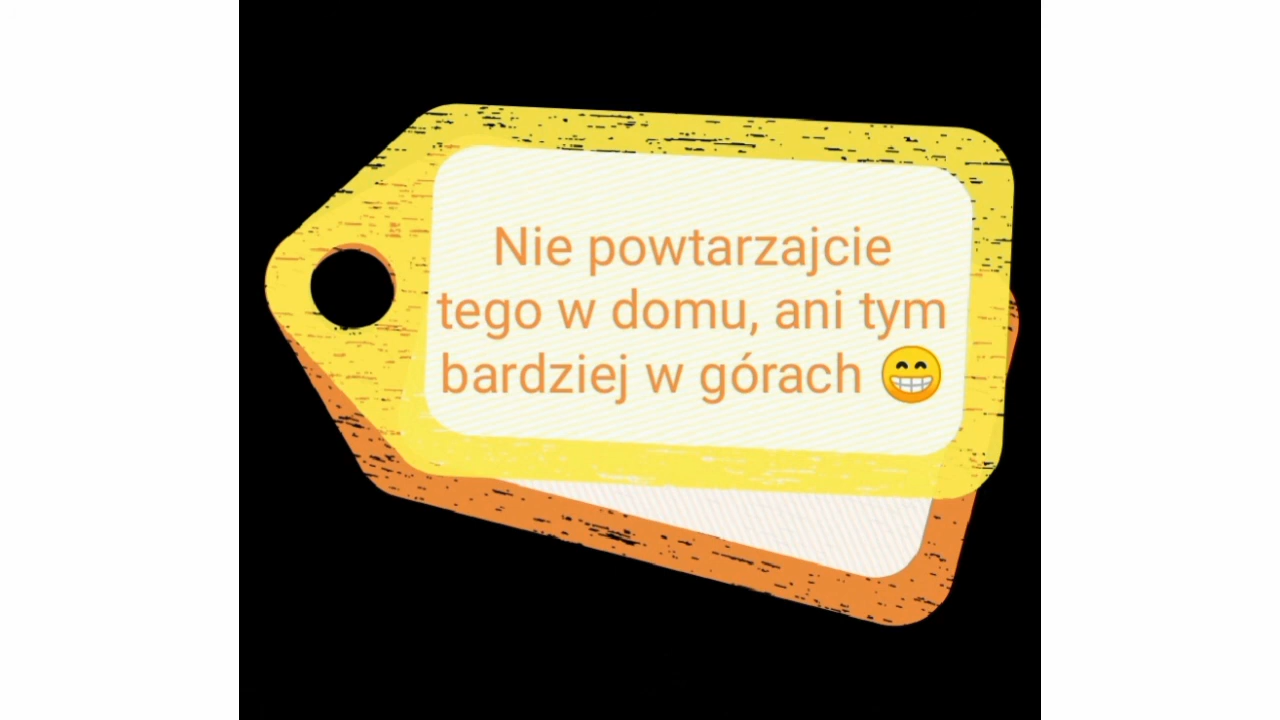 Nie powtarzajcie
tego w domu, ani tym
bardziej w górach 😁